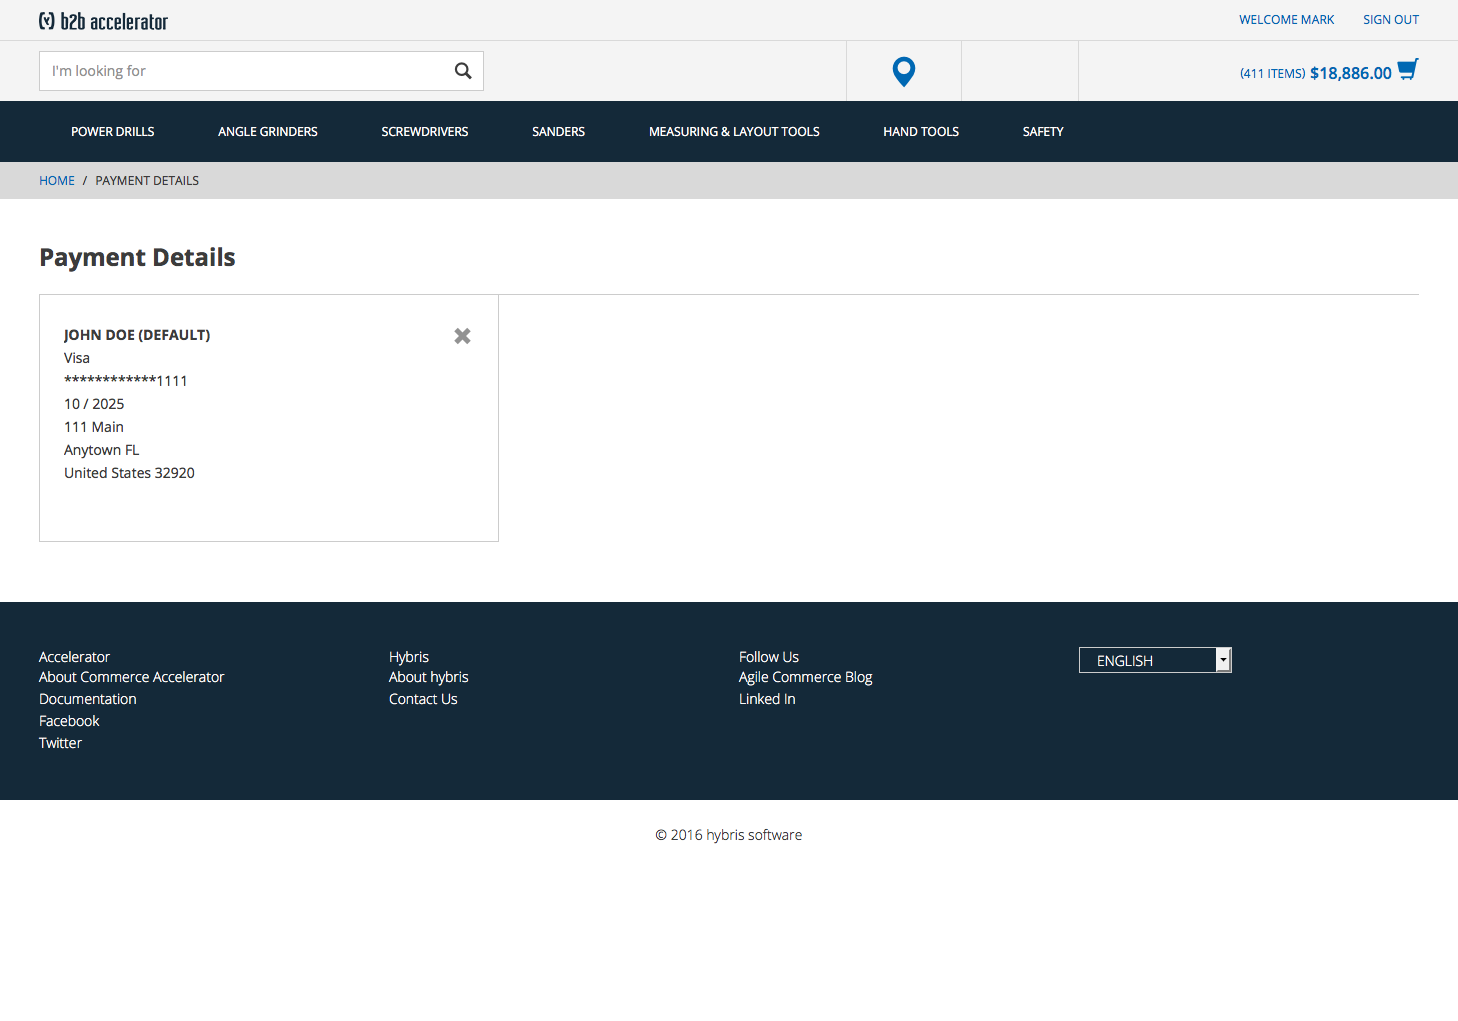 b2b accelerator
WELCOME MARK
SIGN OUT
I'm looking for
(411 ITEMS) $18,886.00
POWER DRILLS
ANGLE GRINDERS
SCREWDRIVERS
SANDERS
MEASURING & LAYOUT TOOLS
HAND TOOLS
SAFETY
HOME / PAYMENT DETAILS
Payment Details
JOHN DOE (DEFAULT)
Visa
************1111
10 / 2025
111 Main
Anytown FL
United States 32920
Accelerator
About Commerce Accelerator
Documentation
Facebook
Twitter
Hybris
About hybris
Contact Us
Follow Us
Agile Commerce Blog
Linked In
ENGLISH
© 2016 hybris software